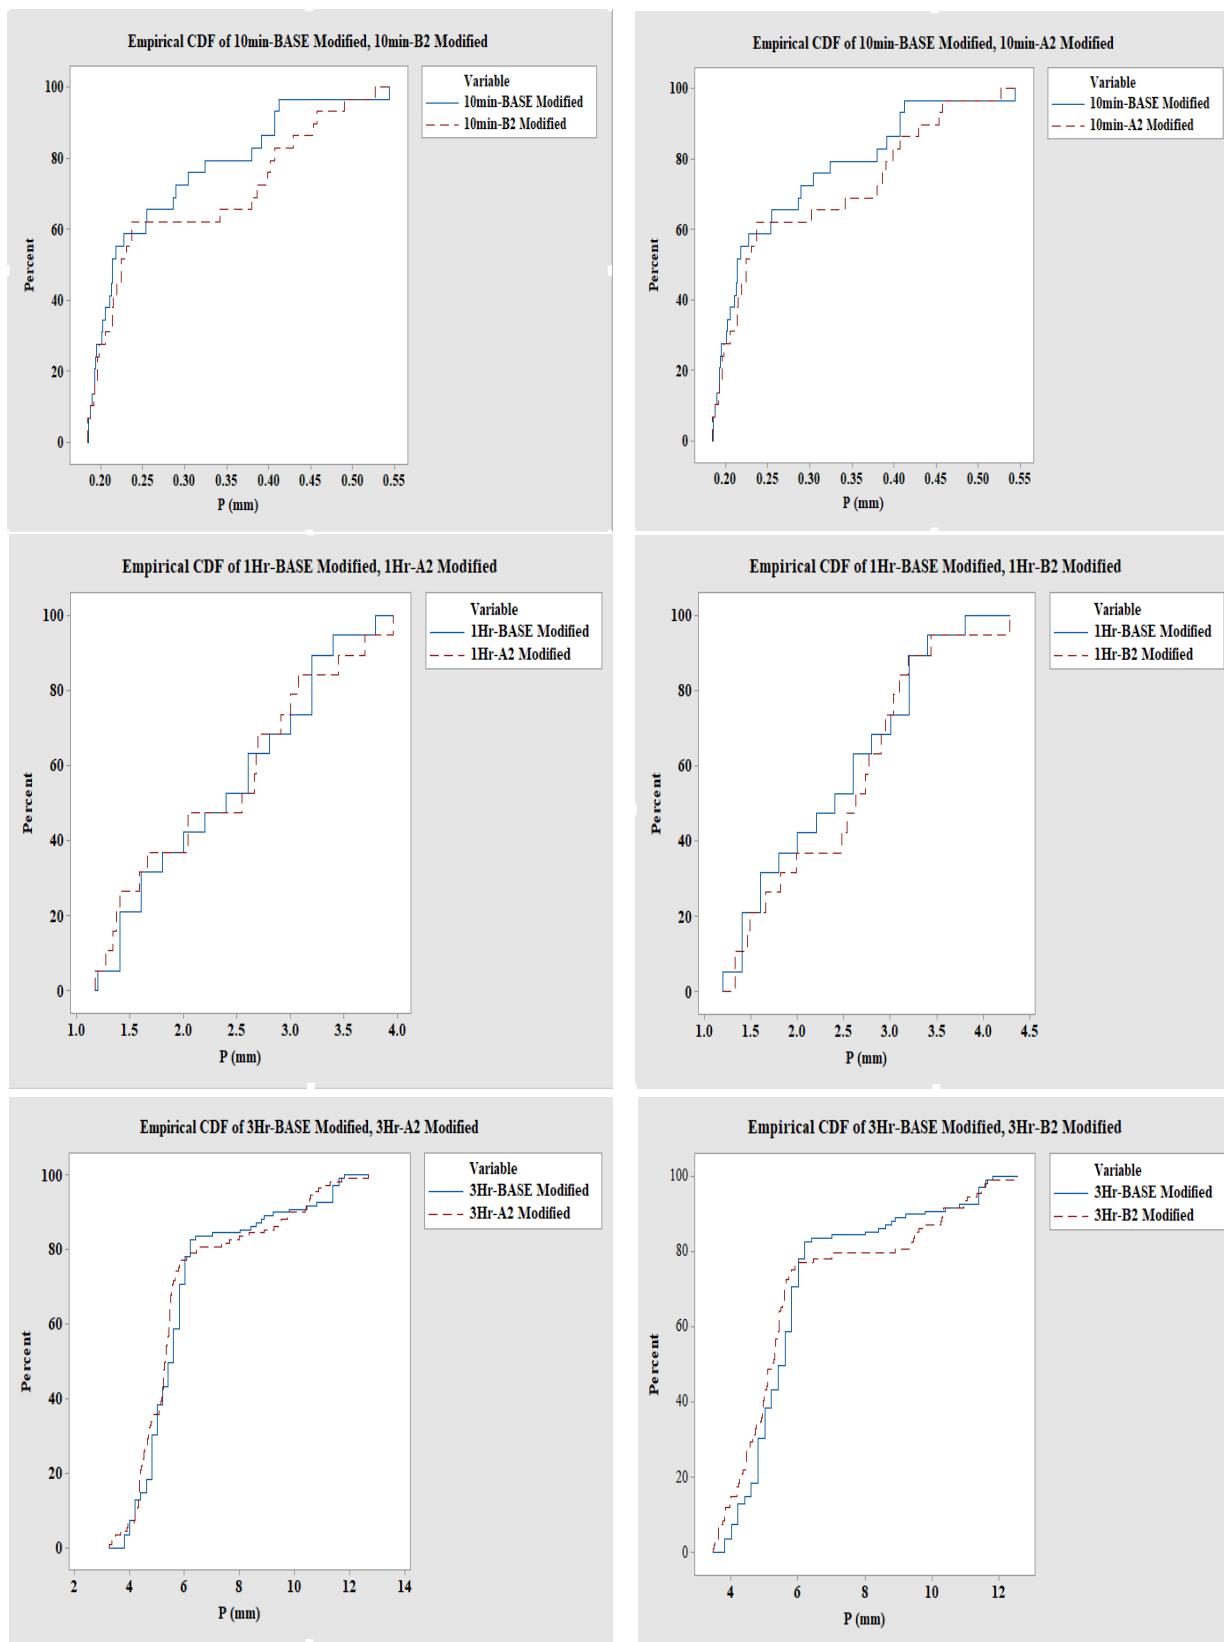 Empirical CDF of 10min-BASE Modified, 10min-B2 Modified
Variable
10min-BASE Modified
10min-B2 Modified
Percent
100
80
60
40
20
0
0.20 0.25 0.30 0.35 0.40 0.45 0.50 0.55
P (mm)
Empirical CDF of 10min-BASE Modified, 10min-A2 Modified
Variable
10min-BASE Modified
10min-A2 Modified
Percent
100
80
60
40
20
0
0.20 0.25 0.30 0.35 0.40 0.45 0.50 0.55
P (mm)
Empirical CDF of 1Hr-BASE Modified, 1Hr-A2 Modified
Variable
1Hr-BASE Modified
1Hr-A2 Modified
Percent
100
80
60
40
20
0
1.0 1.5 2.0 2.5 3.0 3.5 4.0
P (mm)
Empirical CDF of 1Hr-BASE Modified, 1Hr-B2 Modified
Variable
1Hr-BASE Modified
1Hr-B2 Modified
Percent
100
80
60
40
20
0
1.0 1.5 2.0 2.5 3.0 3.5 4.0 4.5
P (mm)
Empirical CDF of 3Hr-BASE Modified, 3Hr-A2 Modified
Variable
3Hr-BASE Modified
3Hr-A2 Modified
Percent
100
80
60
40
20
0
2 4 6 8 10 12 14
P (mm)
Empirical CDF of 3Hr-BASE Modified, 3Hr-B2 Modified
Variable
3Hr-BASE Modified
3Hr-B2 Modified
Percent
100
80
60
40
20
0
4 6 8 10 12
P (mm)